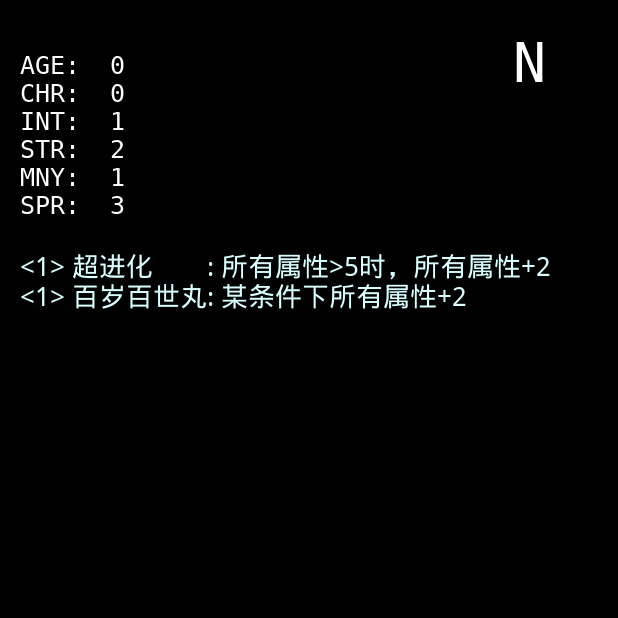 N
AGE: 0
CHR: 0
INT: 1
STR: 2
MNY: 1
SPR: 3
<1> 超进化 : 所有属性>5时，所有属性+2
<1> 百岁百世丸: 某条件下所有属性+2